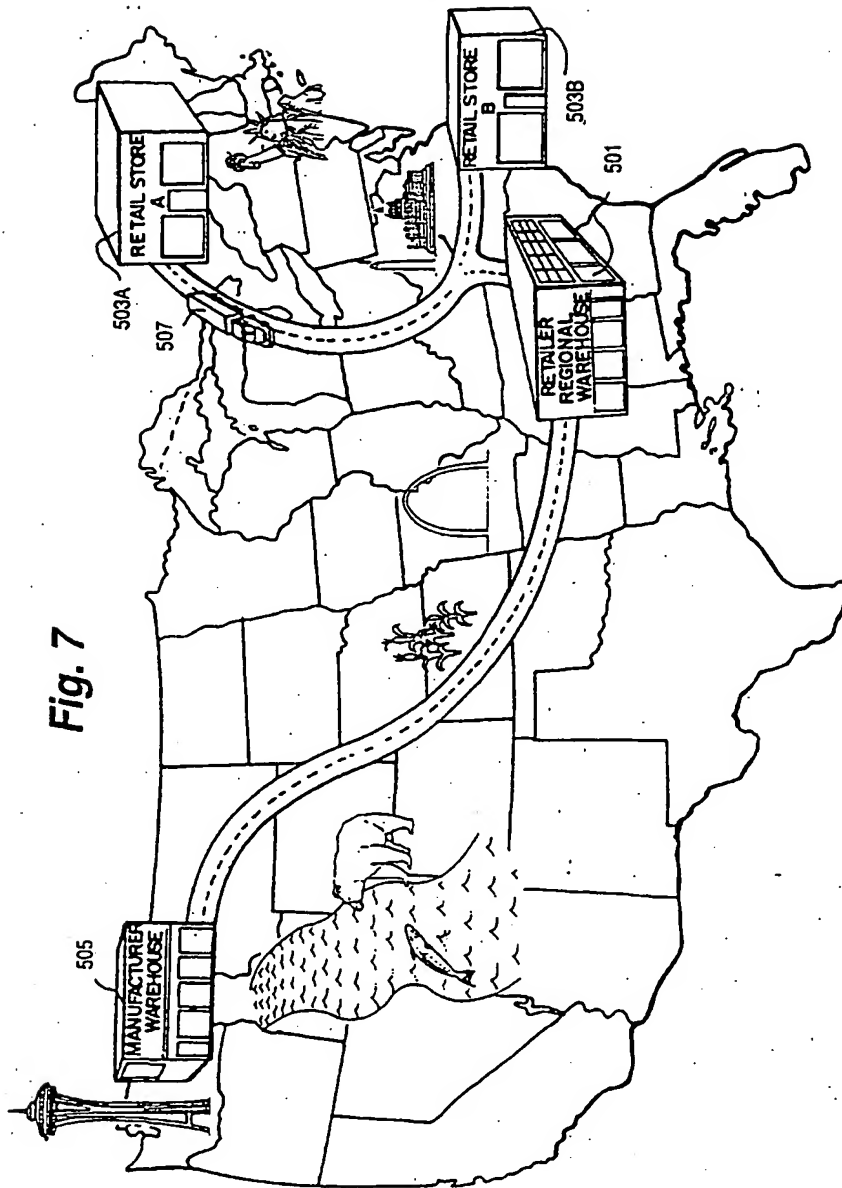 Fig. 7
505
MANUFACTURER
WAREHOUSE
507
503A
RETAIL STORE
A
RETAIL STORE
B
503B
501
RETAILER
REGIONAL
WAREHOUSE